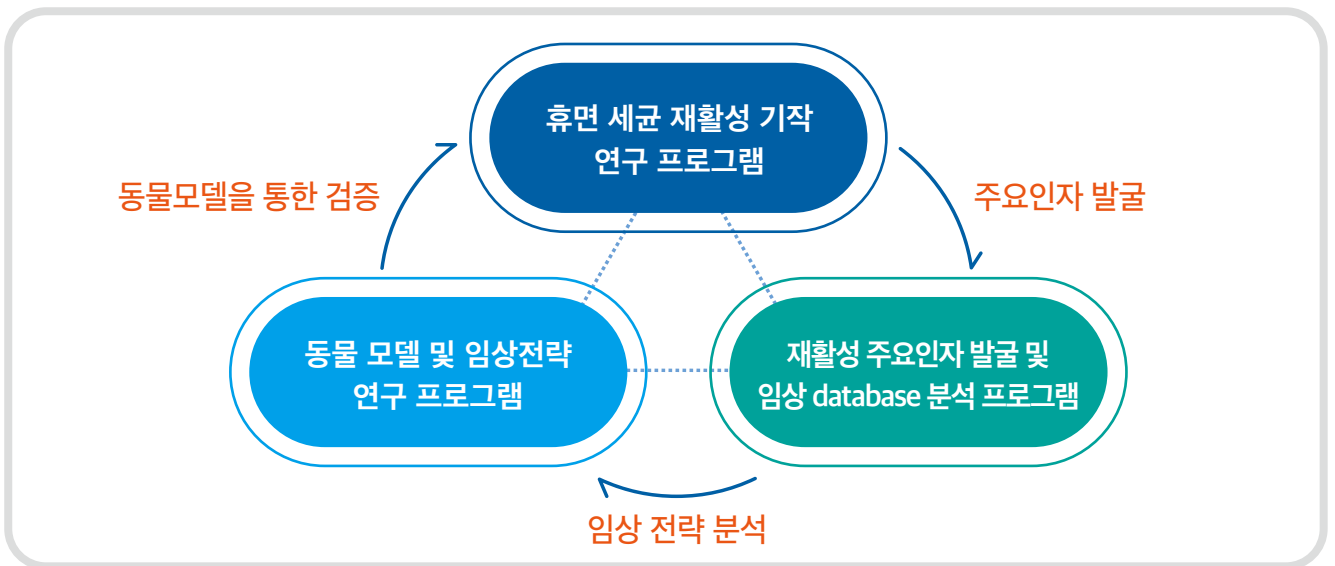 휴면 세균 재활성 기작
연구 프로그램
동물모델을 통한 검증
주요인자 발굴
동물 모델 및 임상전략
연구 프로그램
재활성 주요인자 발굴 및
임상 database 분석 프로그램
임상 전략 분석